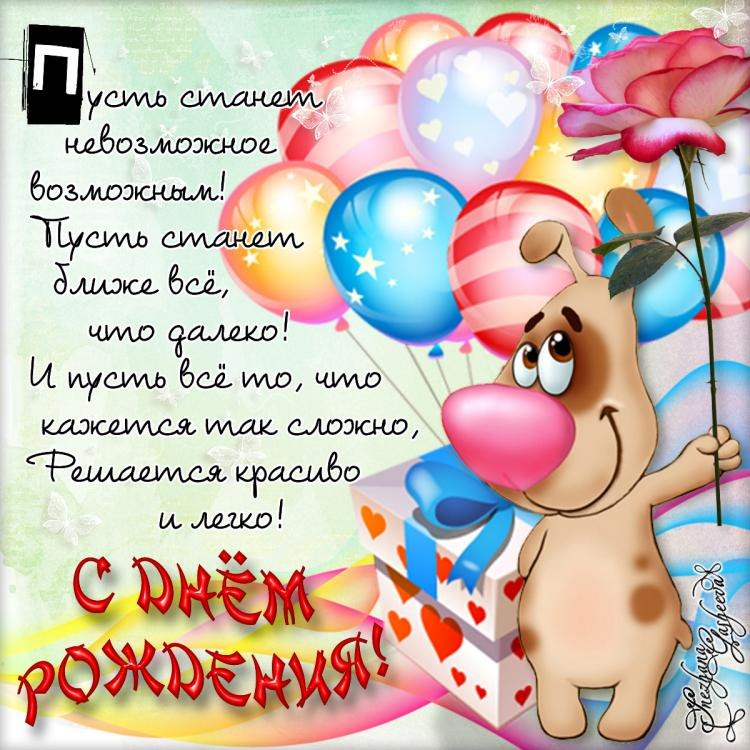 Пусть станет
невозможное
возможным!
Пусть станет
ближе всё,
что далеко!
И пусть всё то, что
кажется так сложно,
Решается красиво
и легко!
С ДНЁМ
РОЖДЕНИЯ!